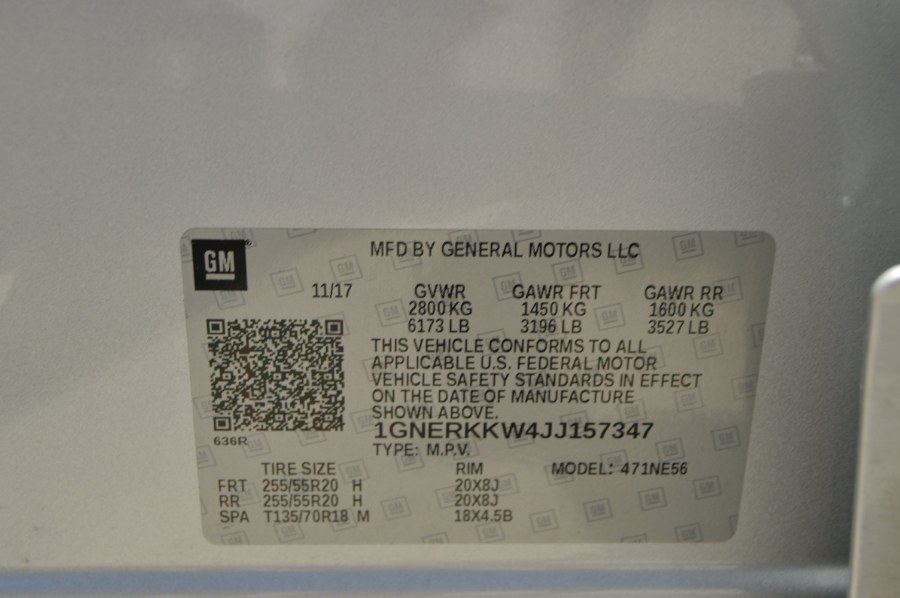 GM
MFD BY GENERAL MOTORS LLC
11/17 GVWR GAWR FRT GAWR RR
2800 KG 1450 KG 1600 KG
6173 LB 3196 LB 3527 LB
THIS VEHICLE CONFORMS TO ALL
APPLICABLE U.S. FEDERAL MOTOR
VEHICLE SAFETY STANDARDS IN EFFECT
ON THE DATE OF MANUFACTURE
SHOWN ABOVE.
636R
1GNERKKW4JJ157347
TYPE: M.P.V.
TIRE SIZE RIM MODEL: 471NE56
FRT 255/55R20 H 20X8J
RR 255/55R20 H 20X8J
SPA T135/70R18 M 18X4.5B